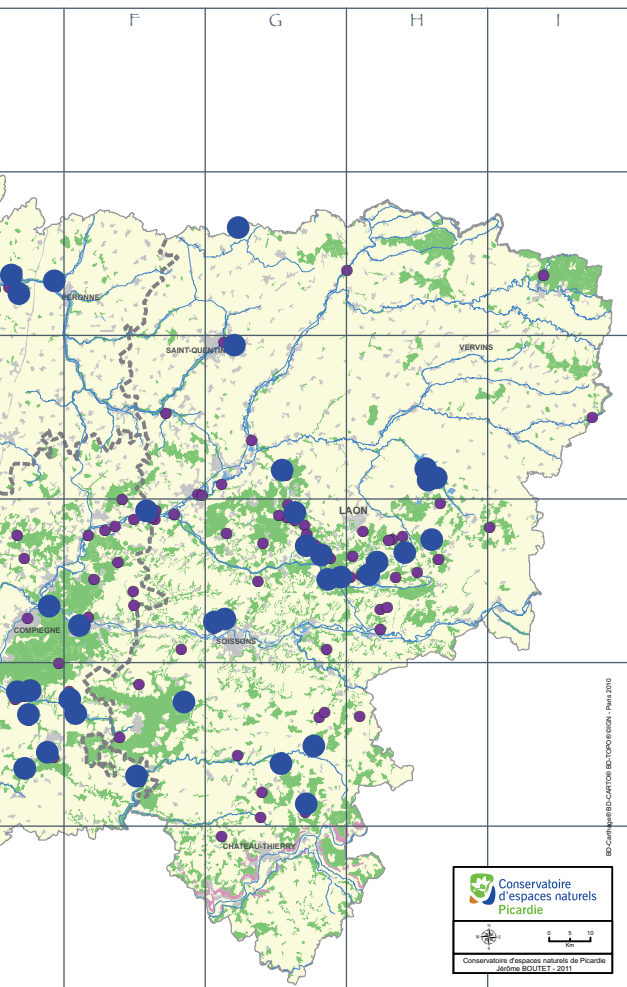 F G H I
PERONNE
SAINT-QUENTIN
VERVINS
LAON
COMPIEGNE
SOISSONS
CHATEAU-THIERRY
BD-Carthage®BD-CARTO®BD-TOPO®©IGN - Paris 2010
Conservatoire
d'espaces naturels
Picardie
N
W E
S
0 5 10
Km
Conservatoire d'espaces naturels de Picardie
Jérôme BOUTET - 2011